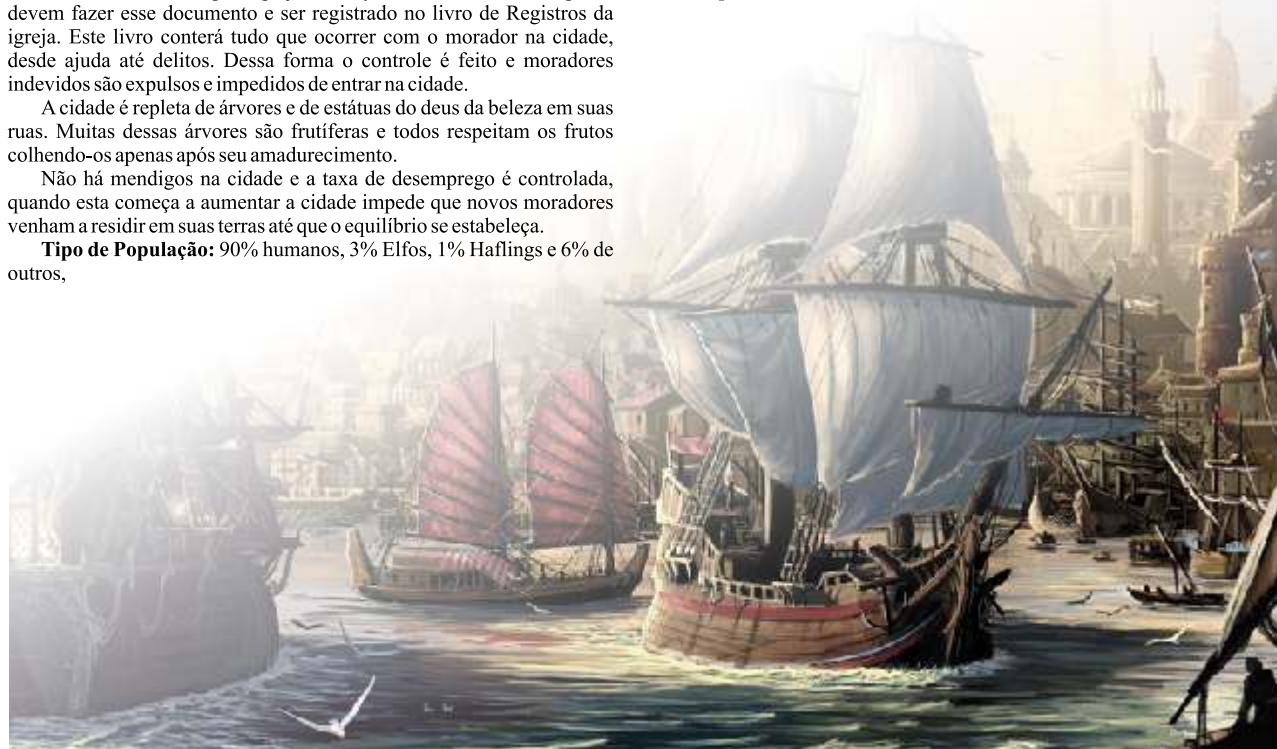 devem fazer esse documento e ser registrado no livro de Registros da
igreja. Este livro conterá tudo que ocorrer com o morador na cidade,
desde ajuda até delitos. Dessa forma o controle é feito e moradores
indevidos são expulsos e impedidos de entrar na cidade.
A cidade é repleta de árvores e de estátuas do deus da beleza em suas
ruas. Muitas dessas árvores são frutíferas e todos respeitam os frutos
colhendo-os apenas após seu amadurecimento.
Não há mendigos na cidade e a taxa de desemprego é controlada,
quando esta começa a aumentar a cidade impede que novos moradores
venham a residir em suas terras até que o equilíbrio se estabeleça.
Tipo de População: 90% humanos, 3% Elfos, 1% Haflings e 6% de
outros,